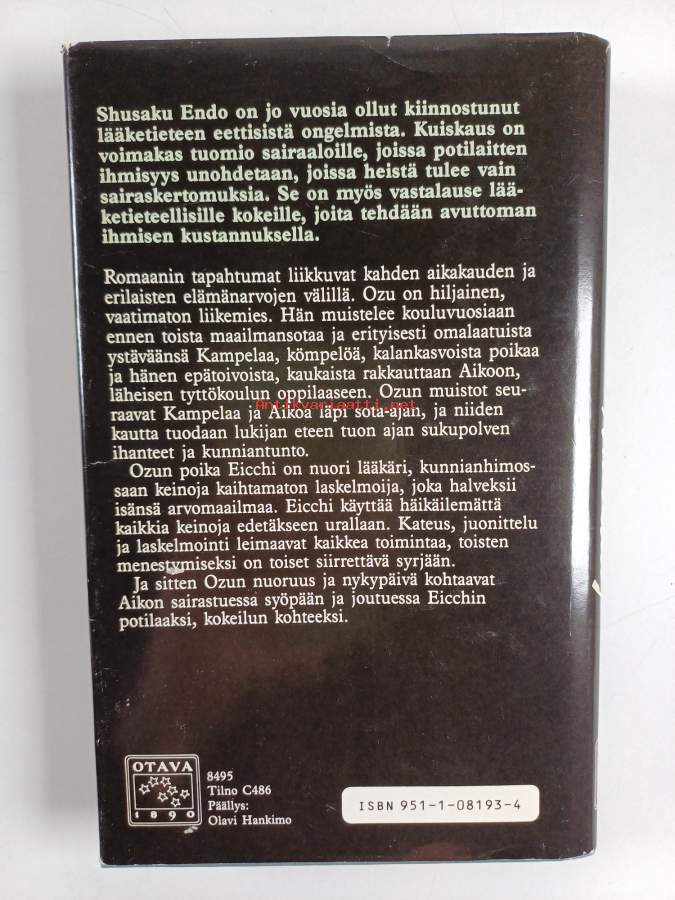 Shusaku Endo on jo vuosia ollut kiinnostunut
lääketieteen eettisistä ongelmista. Kuiskaus on
voimakas tuomio sairaaloille, joissa potilaitten
ihmisyys unohdetaan, joissa heistä tulee vain
sairaskertomuksia. Se on myös vastalause lää-
ketieteellisille kokeille, joita tehdään avuttoman
ihmisen kustannuksella.
Romaanin tapahtumat liikkuvat kahden aikakauden ja
erilaisten elämänarvojen välillä. Ozu on hiljainen,
vaatimaton liikemies. Hän muistelee kouluvuosiaan
ennen toista maailmansotaa ja erityisesti omalaatuista
ystäväänsä Kampelaa, kömpelöä, kalankasvoista poikaa
ja hänen epätoivoista, kaukaista rakkauttaan Aikoon,
läheisen tyttökoulun oppilaaseen. Ozun muistot seu-
Antikvariaatti.net
raavat Kampelaa ja Aikoa läpi sota-ajan, ja niiden
kautta tuodaan lukijan eteen tuon ajan sukupolven
ihanteet ja kunniantunto.
Ozun poika Eicchi on nuori lääkäri, kunnianhimos-
saan keinoja kaihtamaton laskelmoija, joka halveksii
isänsä arvomaailmaa. Eicchi käyttää häikäilemättä
kaikkia keinoja edetäkseen urallaan. Kateus, juonittelu
ja laskelmointi leimaavat kaikkea toimintaa, toisten
menestymiseksi on toiset siirrettävä syrjään.
Ja sitten Ozun nuoruus ja nykypäivä kohtaavat
Aikon sairastuessa syöpään ja joutuessa Eicchin
potilaaksi, kokeilun kohteeksi.
OTAVA
1890
8495
Tilno C486
Päällys:
Olavi Hankimo
ISBN 951-1-08193-4